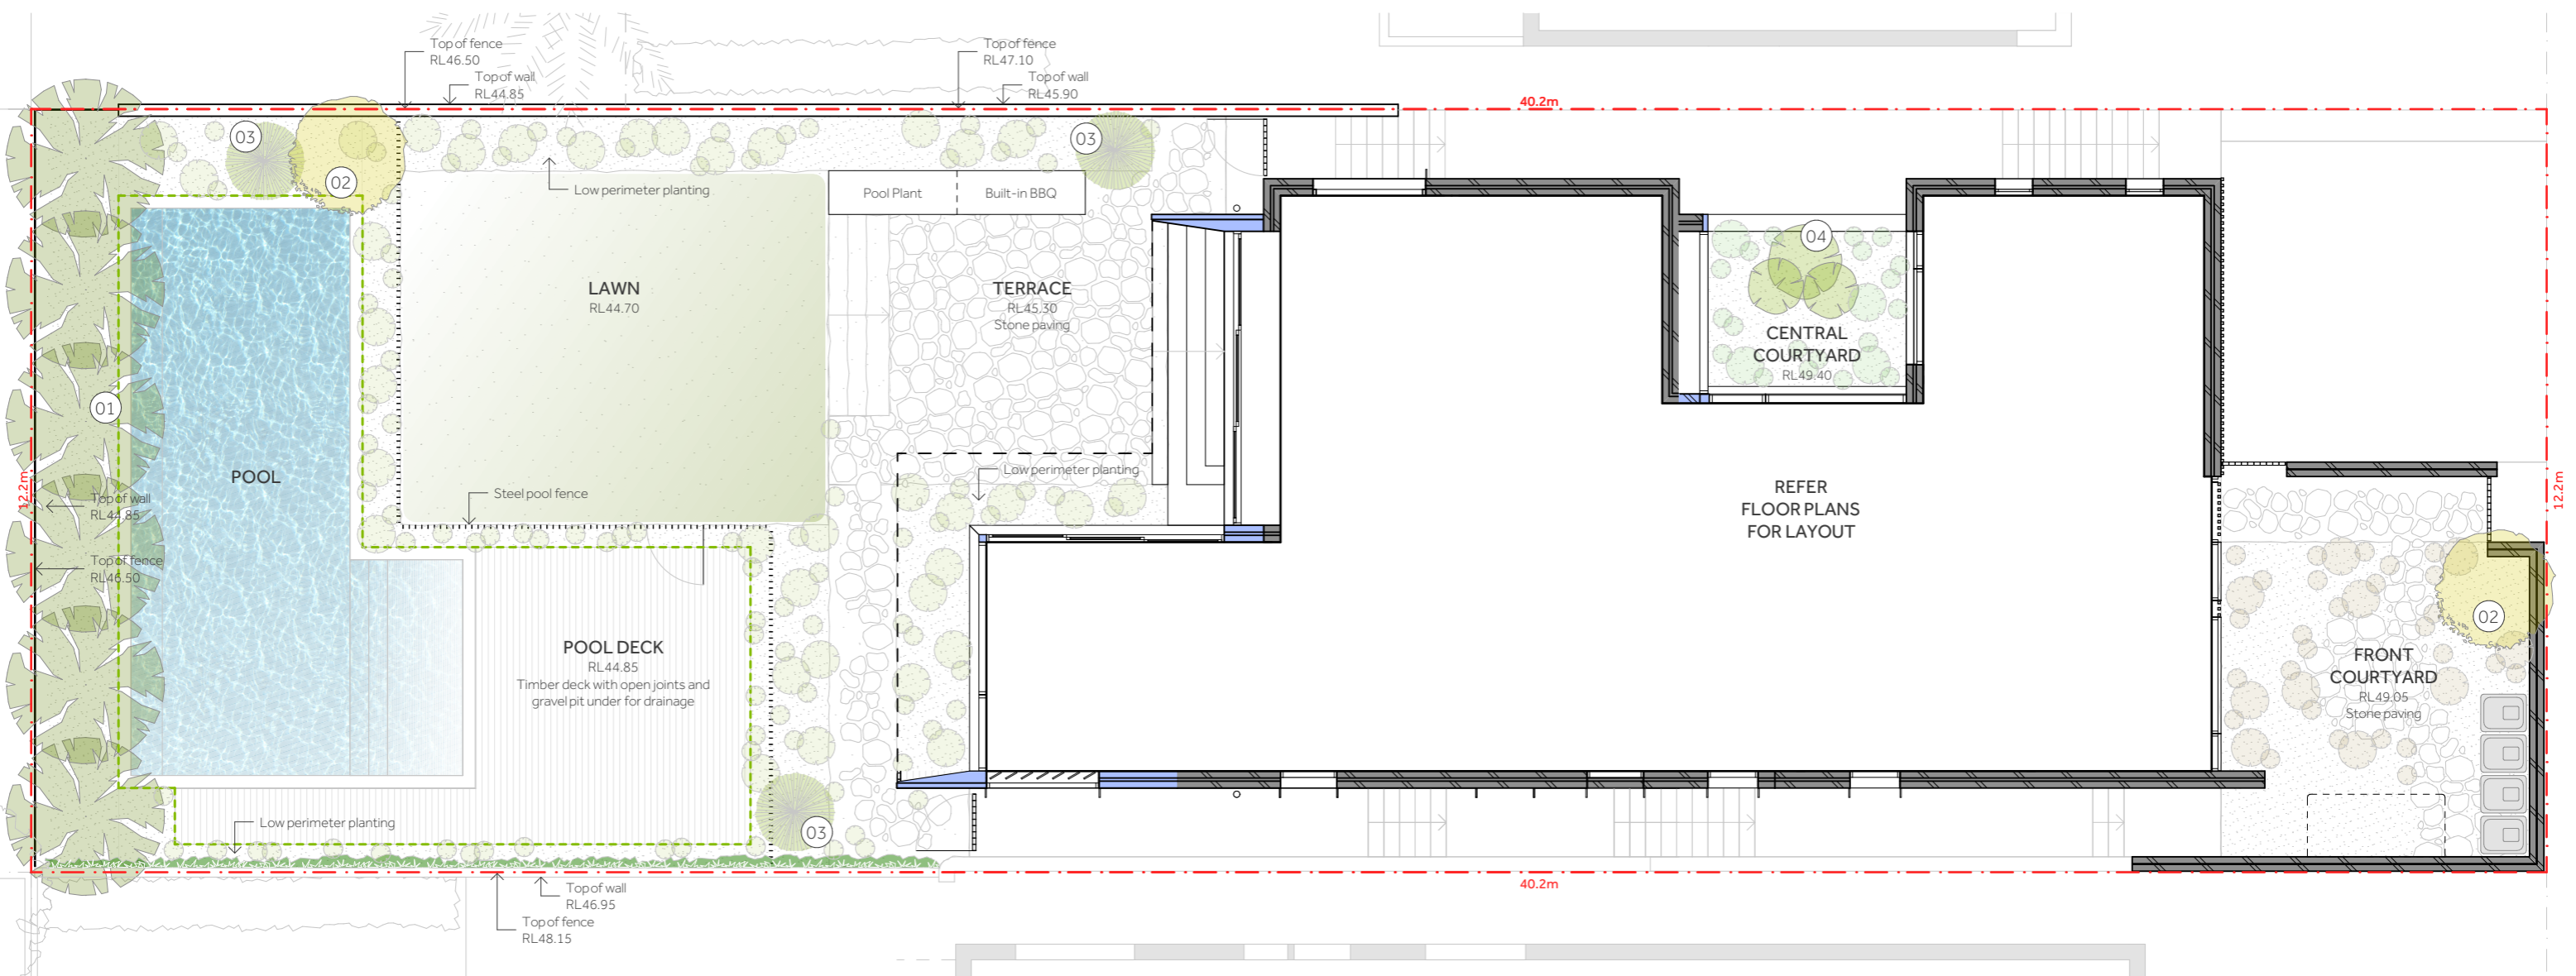 Top of fence
RL46.50
Top of wall
RL44.85
Top of fence
RL47.10
Top of wall
RL45.90
40.2m
03
02
Low perimeter planting
03
Pool Plant
Built-in BBQ
04
LAWN
RL44.70
TERRACE
RL45.30
Stone paving
CENTRAL
COURTYARD
RL49.40
01
POOL
12.2m
Top of wall
RL44.85
Steel pool fence
Low perimeter planting
REFER
FLOOR PLANS
FOR LAYOUT
12.2m
Top of fence
RL46.50
02
POOL DECK
RL44.85
Timber deck with open joints and
gravel pit under for drainage
FRONT
COURTYARD
RL49.05
Stone paving
Low perimeter planting
03
40.2m
Top of wall
RL46.95
Top of fence
RL48.15